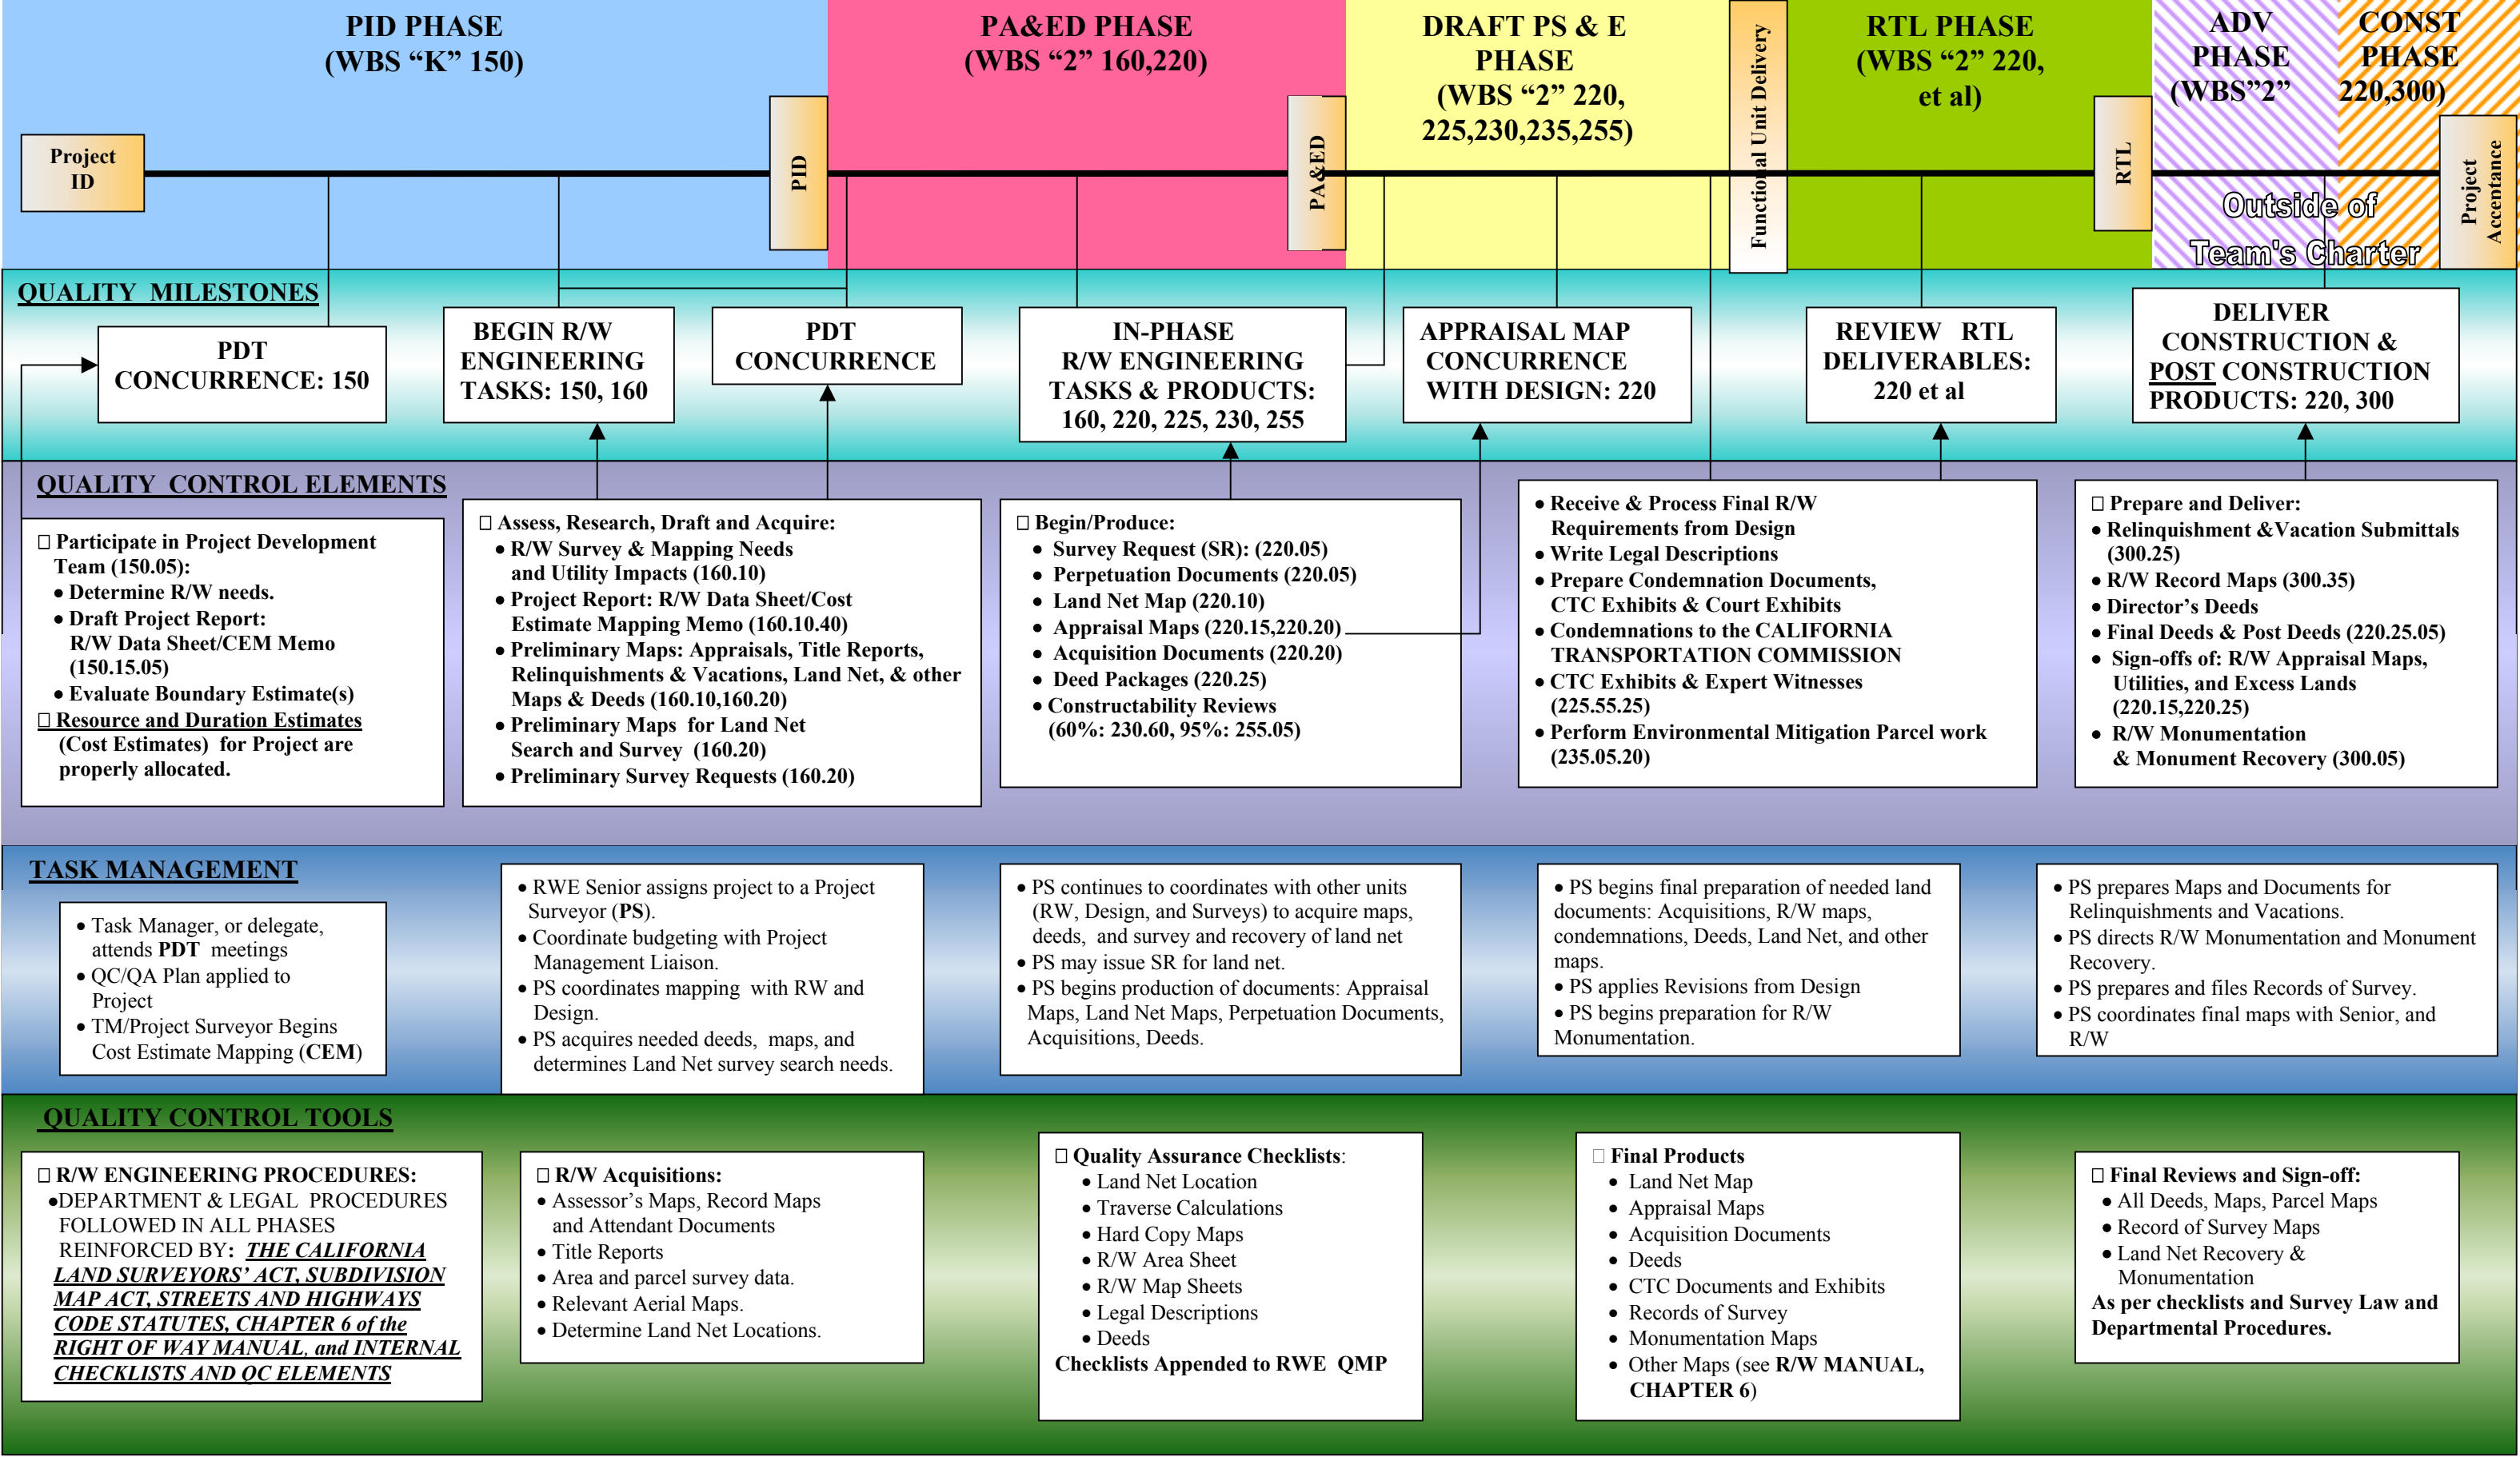 PID PHASE
(WBS “K” 150)
PA&ED PHASE
(WBS “2” 160,220)
DRAFT PS & E
PHASE
(WBS “2” 220,
225,230,235,255)
Functional Unit Delivery
RTL PHASE
(WBS “2” 220,
et al)
ADV
PHASE
(WBS”2”
CONST
PHASE
220,300)
Project
ID
PID
PA&ED
RTL
Project
Accentance
Outside of
Team's Charter
QUALITY MILESTONES
PDT
CONCURRENCE: 150
BEGIN R/W
ENGINEERING
TASKS: 150, 160
PDT
CONCURRENCE
IN-PHASE
R/W ENGINEERING
TASKS & PRODUCTS:
160, 220, 225, 230, 255
APPRAISAL MAP
CONCURRENCE
WITH DESIGN: 220
REVIEW RTL
DELIVERABLES:
220 et al
DELIVER
CONSTRUCTION &
POST CONSTRUCTION
PRODUCTS: 220, 300
QUALITY CONTROL ELEMENTS
□ Participate in Project Development
Team (150.05):
• Determine R/W needs.
• Draft Project Report:
R/W Data Sheet/CEM Memo
(150.15.05)
• Evaluate Boundary Estimate(s)
□ Resource and Duration Estimates
(Cost Estimates) for Project are
properly allocated.
□ Assess, Research, Draft and Acquire:
• R/W Survey & Mapping Needs
and Utility Impacts (160.10)
• Project Report: R/W Data Sheet/Cost
Estimate Mapping Memo (160.10.40)
• Preliminary Maps: Appraisals, Title Reports,
Relinquishments & Vacations, Land Net, & other
Maps & Deeds (160.10,160.20)
• Preliminary Maps for Land Net
Search and Survey (160.20)
• Preliminary Survey Requests (160.20)
□ Begin/Produce:
• Survey Request (SR): (220.05)
• Perpetuation Documents (220.05)
• Land Net Map (220.10)
• Appraisal Maps (220.15,220.20)
• Acquisition Documents (220.20)
• Deed Packages (220.25)
• Constructability Reviews
(60%: 230.60, 95%: 255.05)
• Receive & Process Final R/W
Requirements from Design
• Write Legal Descriptions
• Prepare Condemnation Documents,
CTC Exhibits & Court Exhibits
• Condemnations to the CALIFORNIA
TRANSPORTATION COMMISSION
• CTC Exhibits & Expert Witnesses
(225.55.25)
• Perform Environmental Mitigation Parcel work
(235.05.20)
□ Prepare and Deliver:
• Relinquishment &Vacation Submittals
(300.25)
• R/W Record Maps (300.35)
• Director’s Deeds
• Final Deeds & Post Deeds (220.25.05)
• Sign-offs of: R/W Appraisal Maps,
Utilities, and Excess Lands
(220.15,220.25)
• R/W Monumentation
& Monument Recovery (300.05)
TASK MANAGEMENT
• Task Manager, or delegate,
attends PDT meetings
• QC/QA Plan applied to
Project
• TM/Project Surveyor Begins
Cost Estimate Mapping (CEM)
• RWE Senior assigns project to a Project
Surveyor (PS).
• Coordinate budgeting with Project
Management Liaison.
• PS coordinates mapping with RW and
Design.
• PS acquires needed deeds, maps, and
determines Land Net survey search needs.
• PS continues to coordinates with other units
(RW, Design, and Surveys) to acquire maps,
deeds, and survey and recovery of land net
• PS may issue SR for land net.
• PS begins production of documents: Appraisal
Maps, Land Net Maps, Perpetuation Documents,
Acquisitions, Deeds.
• PS begins final preparation of needed land
documents: Acquisitions, R/W maps,
condemnations, Deeds, Land Net, and other
maps.
• PS applies Revisions from Design
• PS begins preparation for R/W
Monumentation.
• PS prepares Maps and Documents for
Relinquishments and Vacations.
• PS directs R/W Monumentation and Monument
Recovery.
• PS prepares and files Records of Survey.
• PS coordinates final maps with Senior, and
R/W
QUALITY CONTROL TOOLS
□ R/W ENGINEERING PROCEDURES:
•DEPARTMENT & LEGAL PROCEDURES
FOLLOWED IN ALL PHASES
REINFORCED BY: THE CALIFORNIA
LAND SURVEYORS’ ACT, SUBDIVISION
MAP ACT, STREETS AND HIGHWAYS
CODE STATUTES, CHAPTER 6 of the
RIGHT OF WAY MANUAL, and INTERNAL
CHECKLISTS AND QC ELEMENTS
□ R/W Acquisitions:
• Assessor’s Maps, Record Maps
and Attendant Documents
• Title Reports
• Area and parcel survey data.
• Relevant Aerial Maps.
• Determine Land Net Locations.
□ Quality Assurance Checklists:
• Land Net Location
• Traverse Calculations
• Hard Copy Maps
• R/W Area Sheet
• R/W Map Sheets
• Legal Descriptions
• Deeds
Checklists Appended to RWE QMP
□ Final Products
• Land Net Map
• Appraisal Maps
• Acquisition Documents
• Deeds
• CTC Documents and Exhibits
• Records of Survey
• Monumentation Maps
• Other Maps (see R/W MANUAL,
CHAPTER 6)
□ Final Reviews and Sign-off:
• All Deeds, Maps, Parcel Maps
• Record of Survey Maps
• Land Net Recovery &
Monumentation
As per checklists and Survey Law and
Departmental Procedures.